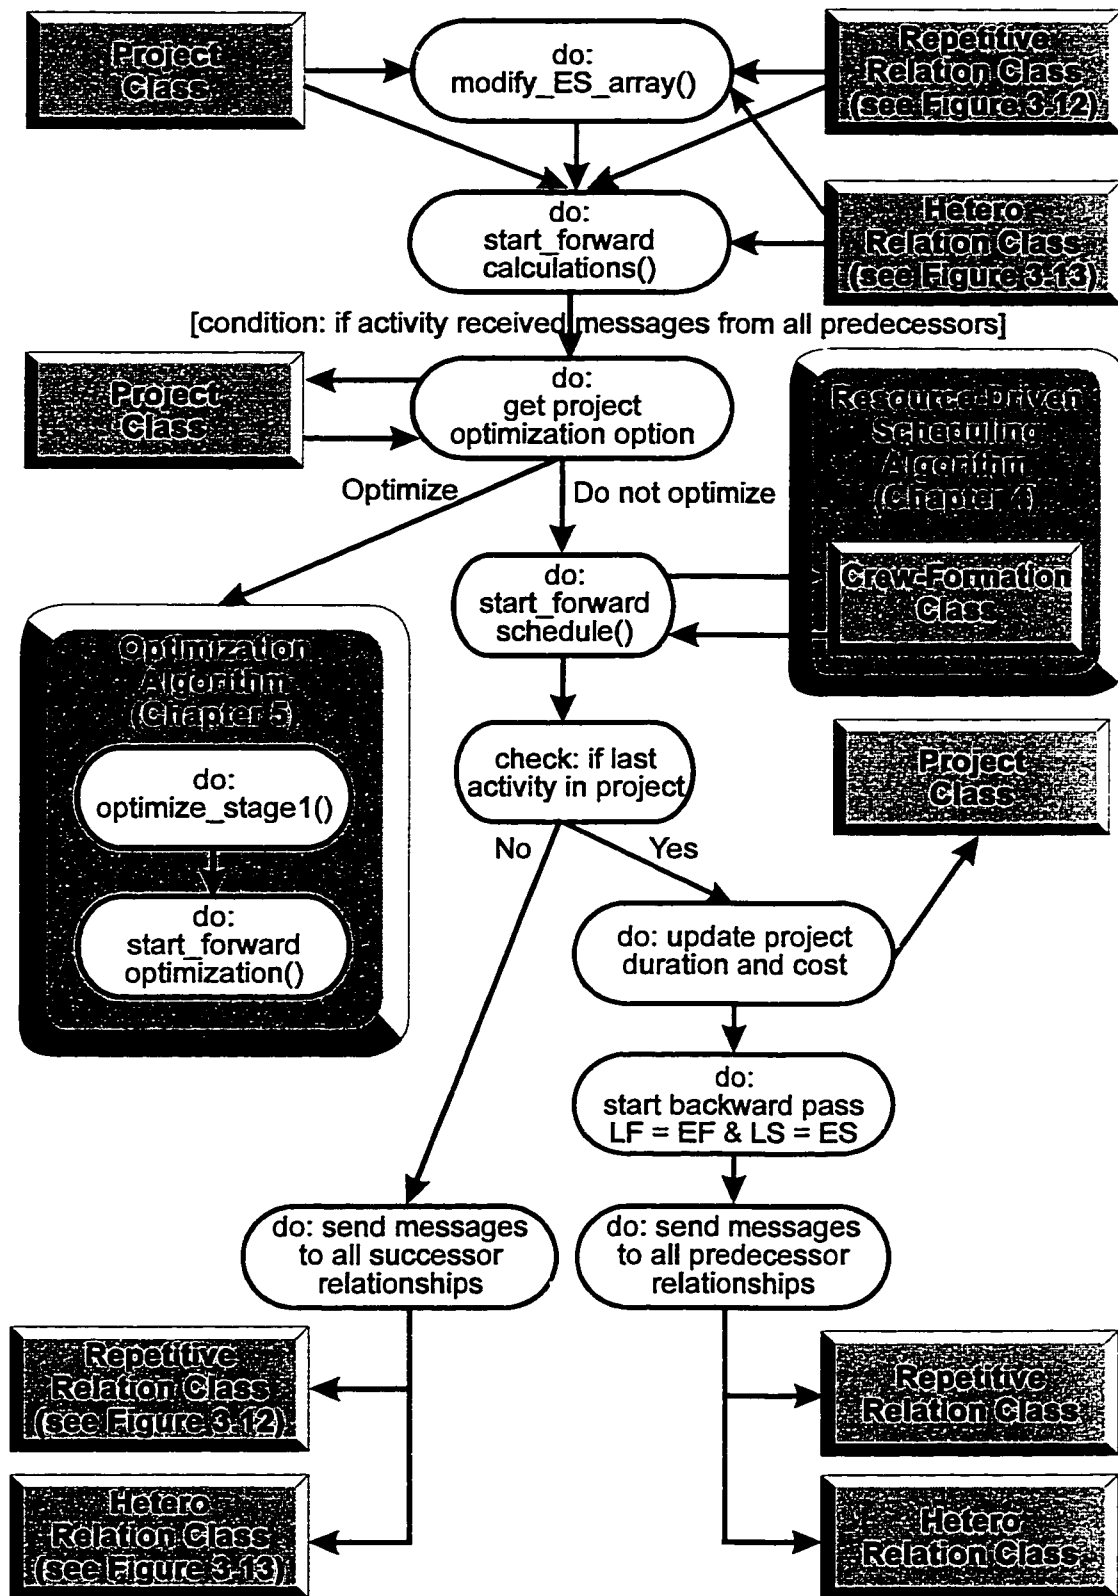 Project
Class
do:
modify_ES_array()
Repetitive
Relation Class
(see Figure 3-12)
do:
start_forward
calculations()
Hetero
Relation Class
(see Figure 3-13)
[condition: if activity received messages from all predecessors]
Project
Class
do:
get project
optimization option
Resource-Driven
Scheduling
Algorithm
(Chapter 4)
Crew-Formation
Class
Optimize
Do not optimize
do:
start_forward
schedule()
Optimization
Algorithm
(Chapter 5)
do:
optimize_stage1()
do:
start_forward
optimization()
check: if last
activity in project
Project
Class
No
Yes
do: update project
duration and cost
do:
start backward pass
LF = EF & LS = ES
do: send messages
to all successor
relationships
do: send messages
to all predecessor
relationships
Repetitive
Relation Class
(see Figure 3-12)
Repetitive
Relation Class
Hetero
Relation Class
(see Figure 3-13)
Hetero
Relation Class